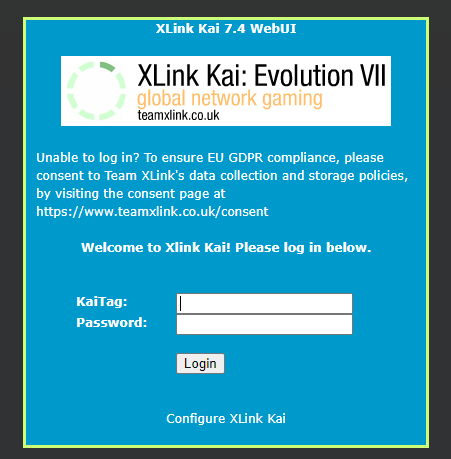 XLink Kai 7.4 WebUI
XLink Kai: Evolution VII
global network gaming
teamxlink.co.uk
Unable to log in? To ensure EU GDPR compliance, please
consent to Team XLink's data collection and storage policies,
by visiting the consent page at
https://www.teamxlink.co.uk/consent
Welcome to Xlink Kai! Please log in below.
KaiTag:
Password:
Login
Configure XLink Kai